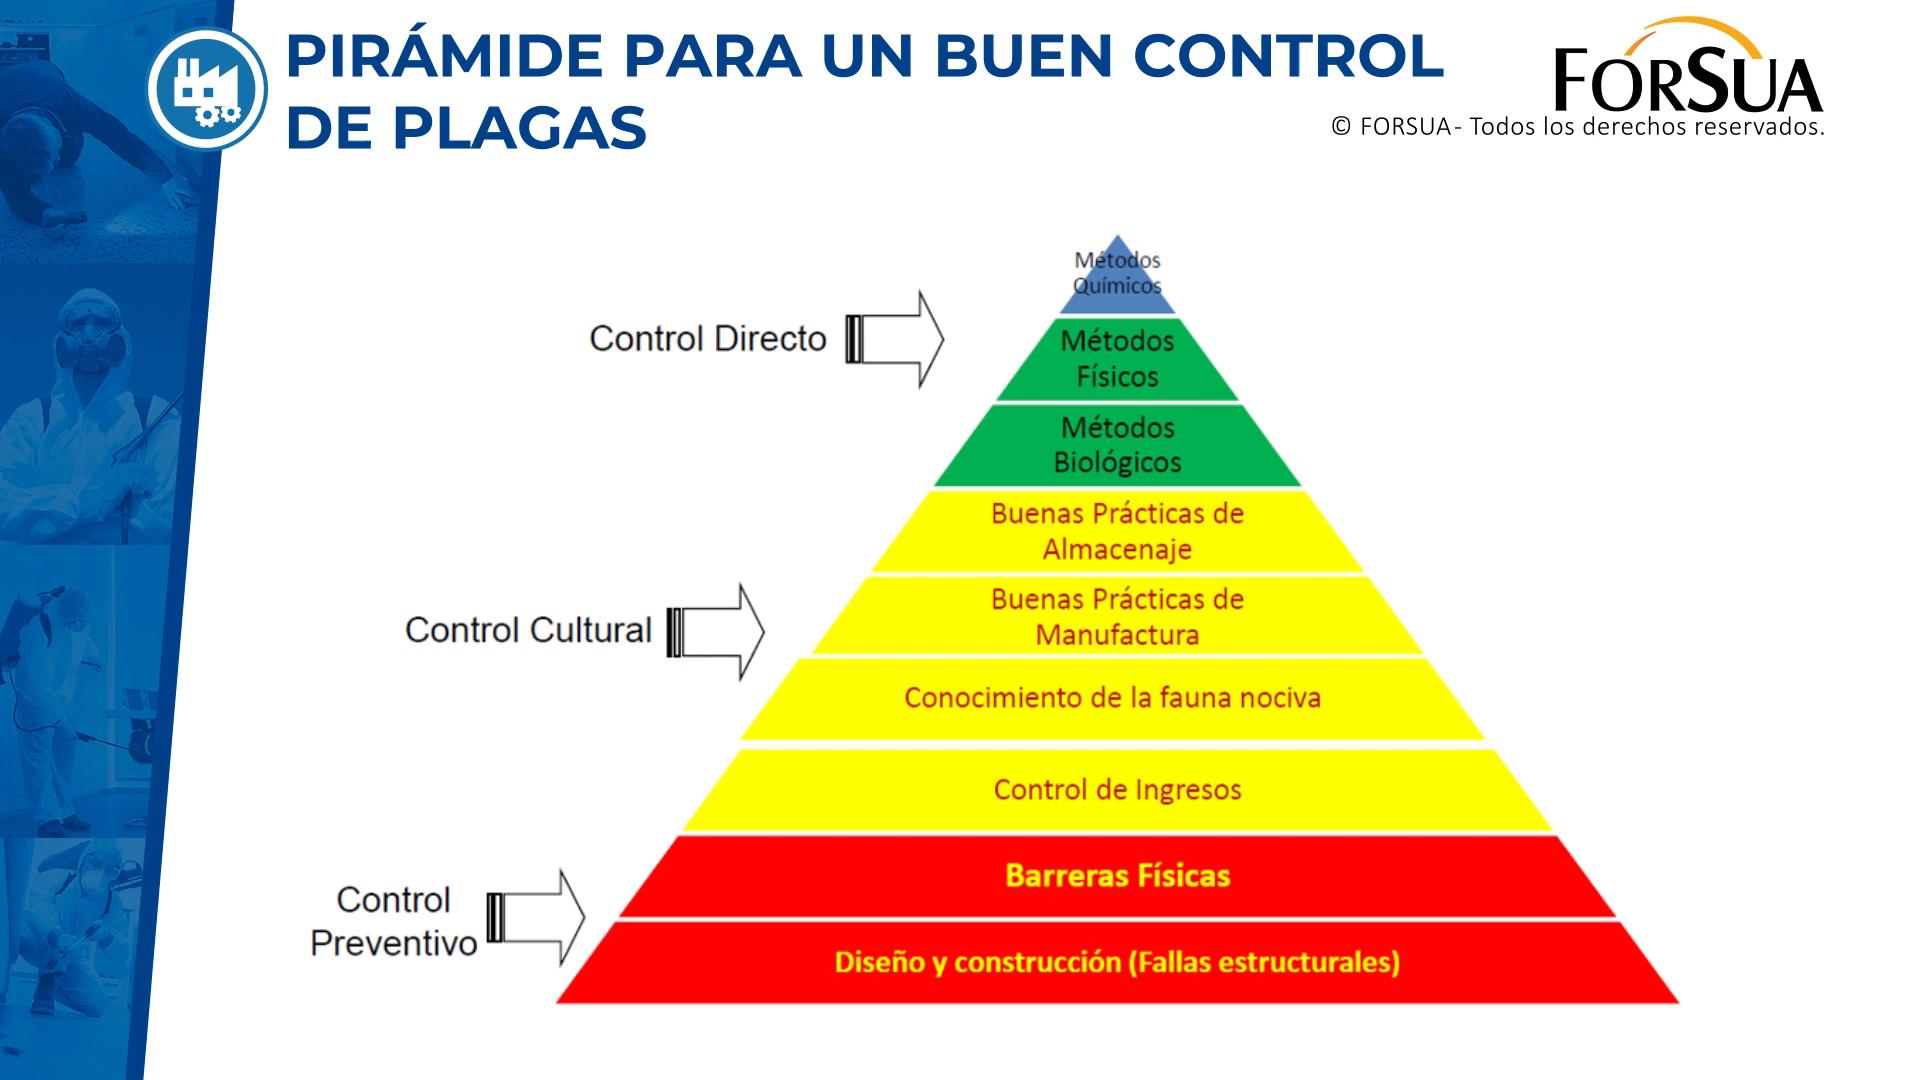 PIRÁMIDE PARA UN BUEN CONTROL
DE PLAGAS
FORSUA
© FORSUA- Todos los derechos reservados.
Métodos
Químicos
Control Directo
Métodos
Físicos
Métodos
Biológicos
Buenas Prácticas de
Almacenaje
Control Cultural
Buenas Prácticas de
Manufactura
Conocimiento de la fauna nociva
Control de Ingresos
Control
Preventivo
Barreras Físicas
Diseño y construcción (Fallas estructurales)